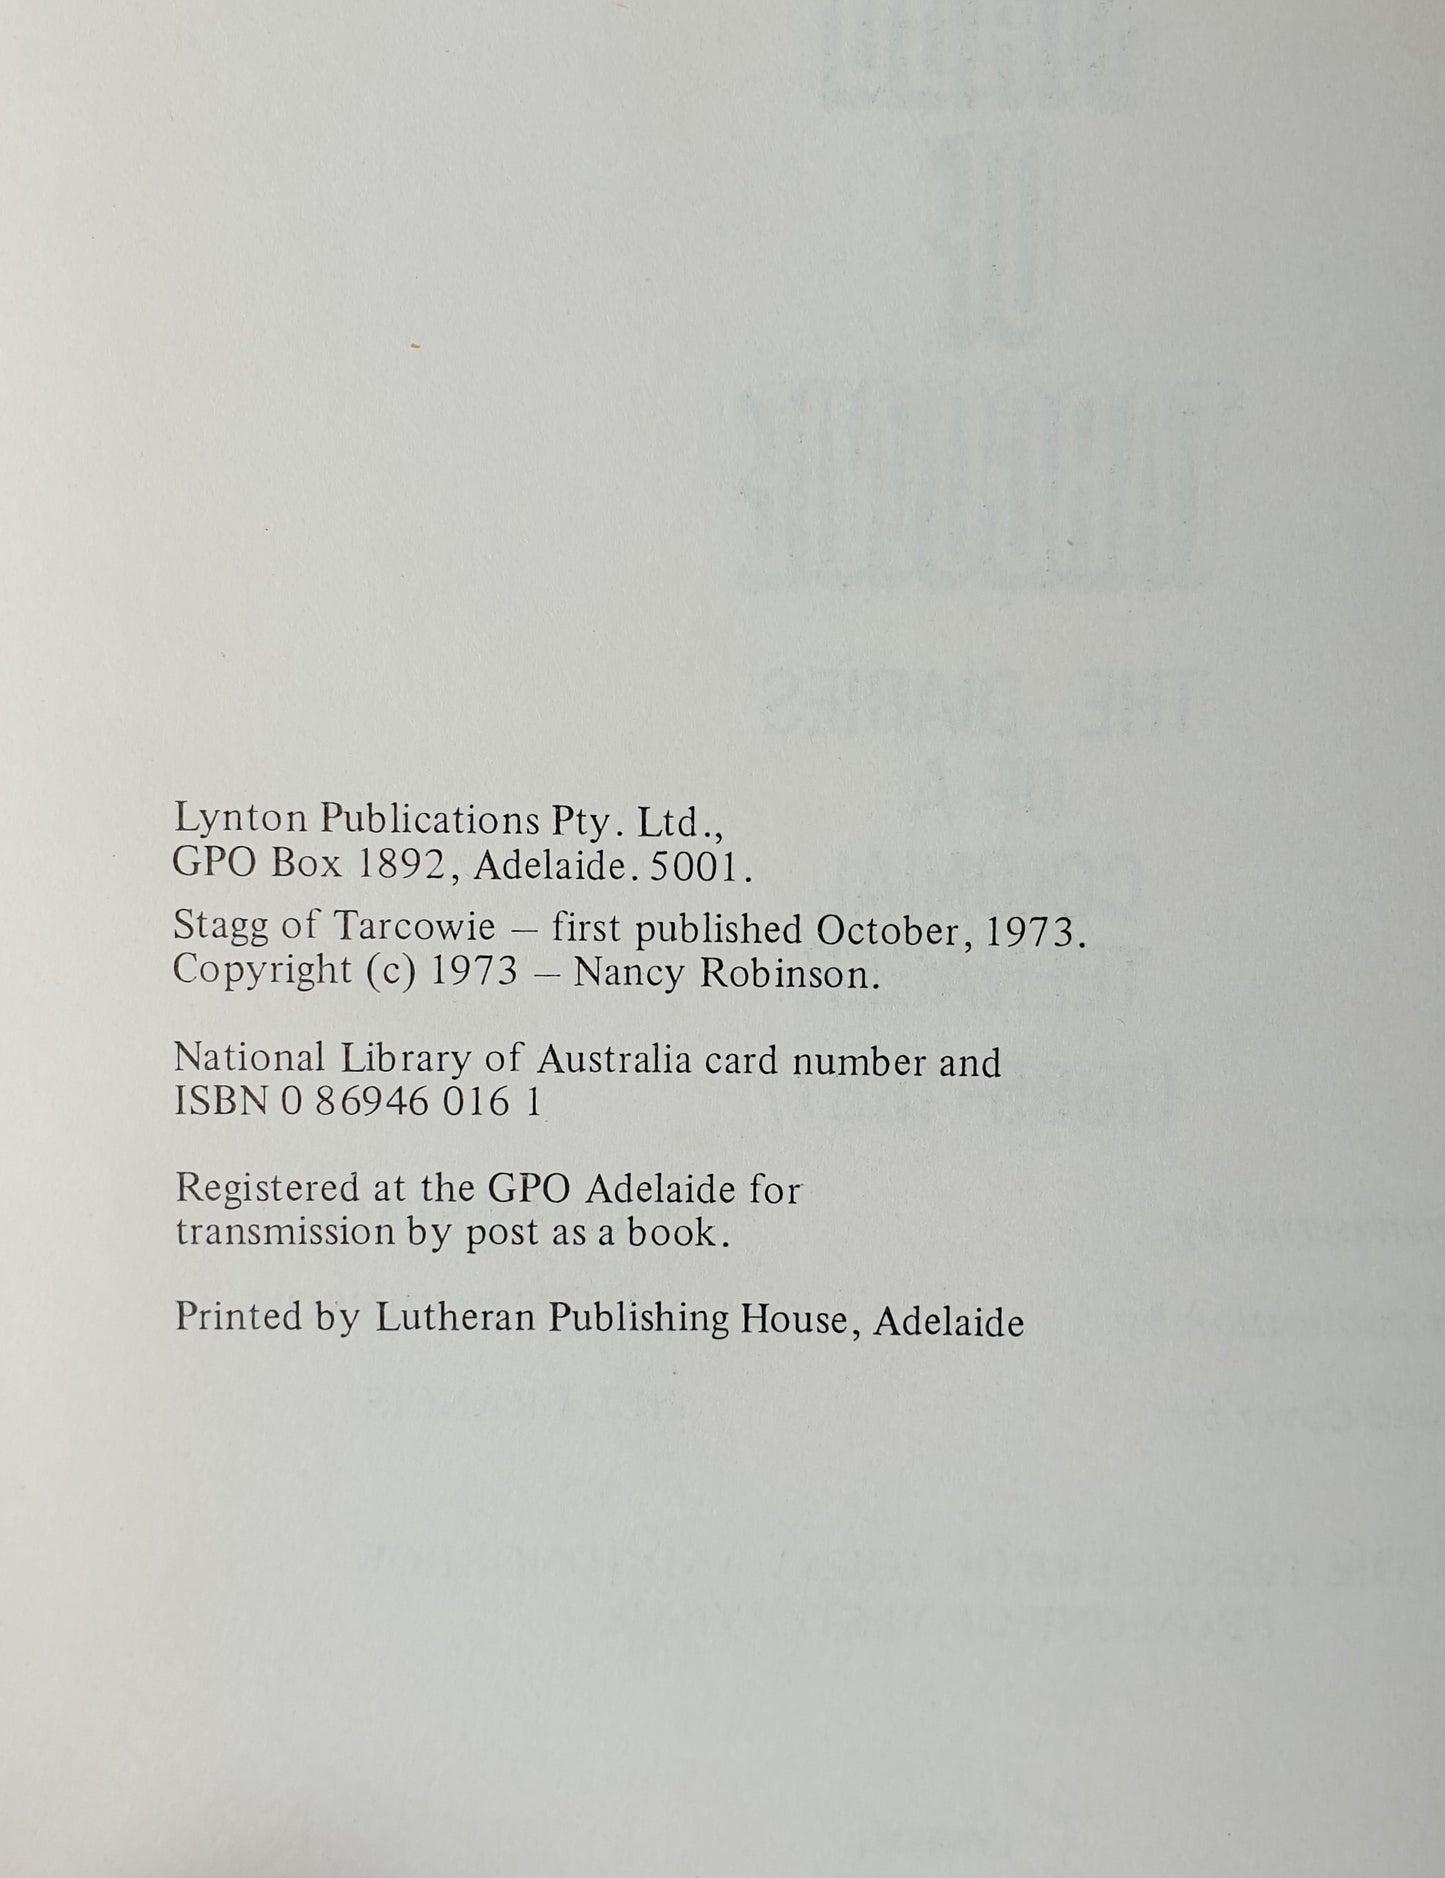 Lynton Publications Pty. Ltd.,
GPO Box 1892, Adelaide. 5001.
Stagg of Tarcowie – first published October, 1973.
Copyright (c) 1973 – Nancy Robinson.
National Library of Australia card number and
ISBN 0 86946 016 1
Registered at the GPO Adelaide for
transmission by post as a book.
Printed by Lutheran Publishing House, Adelaide